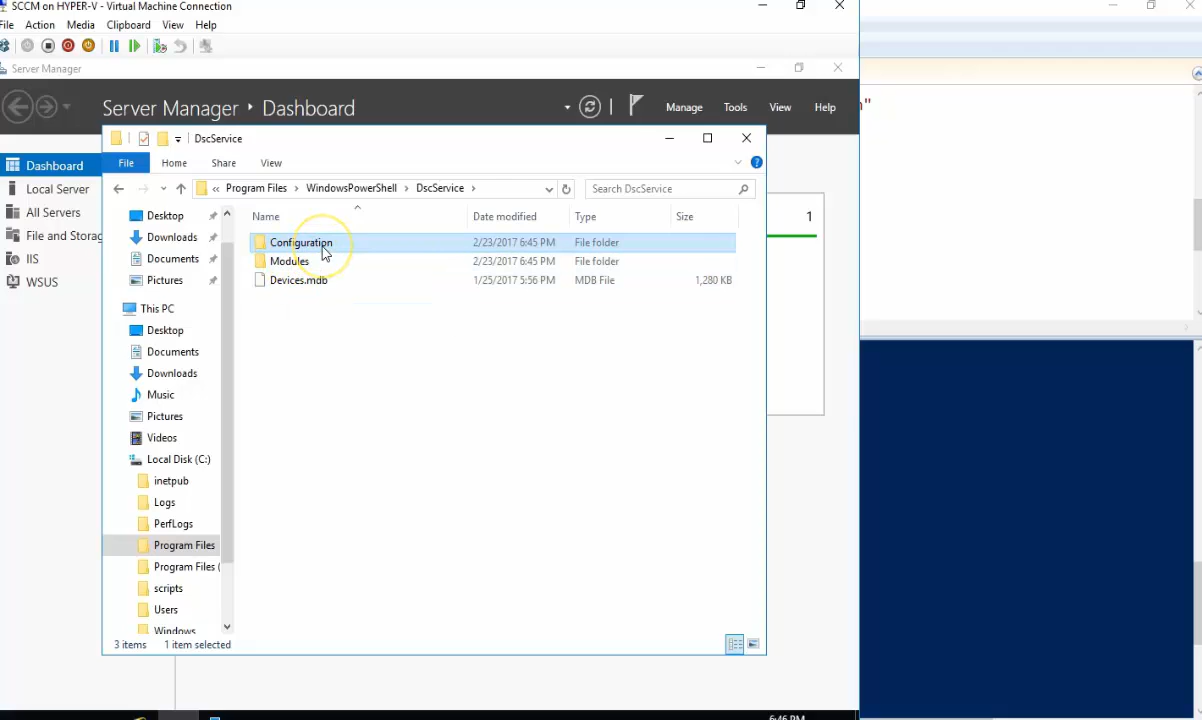 SCCM on HYPER-V - Virtual Machine Connection
File Action Media Clipboard View Help
Server Manager
Server Manager ‣ Dashboard
Manage Tools View Help
Dashboard
Local Server
All Servers
File and Storag
IIS
WSUS
DscService
File Home Share View
« Program Files › WindowsPowerShell › DscService ›
Search DscService
Name Date modified Type Size
Configuration 2/23/2017 6:45 PM File folder
Modules 2/23/2017 6:45 PM File folder
Devices.mdb 1/25/2017 5:56 PM MDB File 1,280 KB
Desktop
Downloads
Documents
Pictures
This PC
Desktop
Documents
Downloads
Music
Pictures
Videos
Local Disk (C:)
inetpub
Logs
PerfLogs
Program Files
Program Files (
scripts
Users
Windows
3 items 1 item selected
1
"
6:46 PM